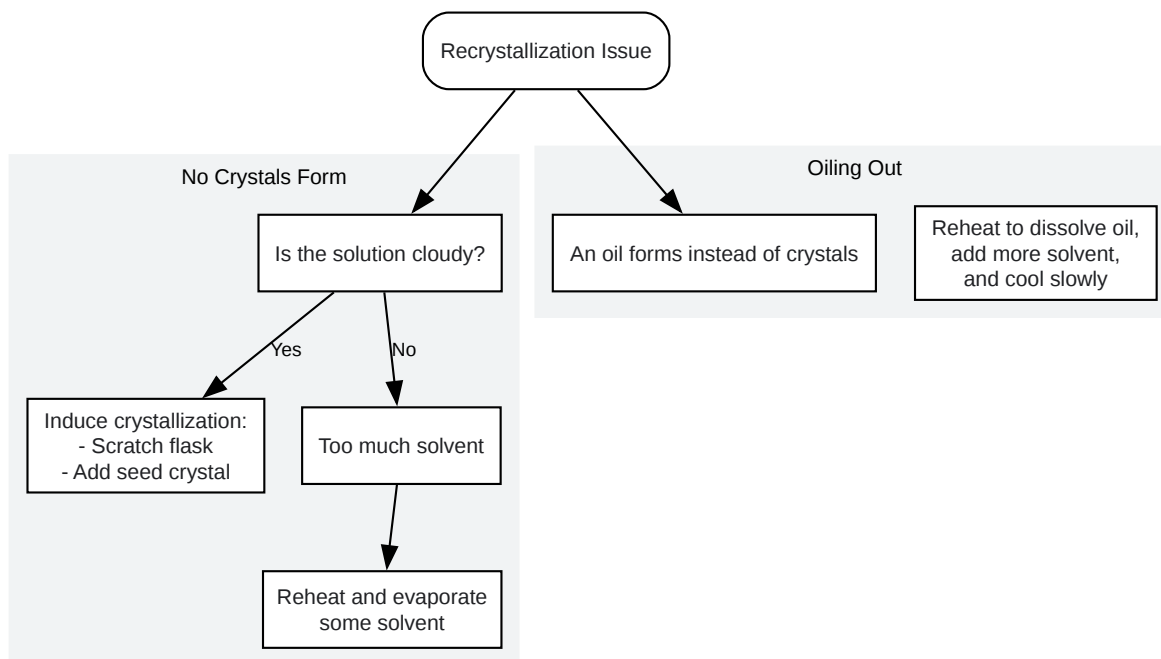 Recrystallization Issue
No Crystals Form
Is the solution cloudy?
Yes
No
Induce crystallization:
- Scratch flask
- Add seed crystal
Too much solvent
Reheat and evaporate
some solvent
Oiling Out
An oil forms instead of crystals
Reheat to dissolve oil,
add more solvent,
and cool slowly